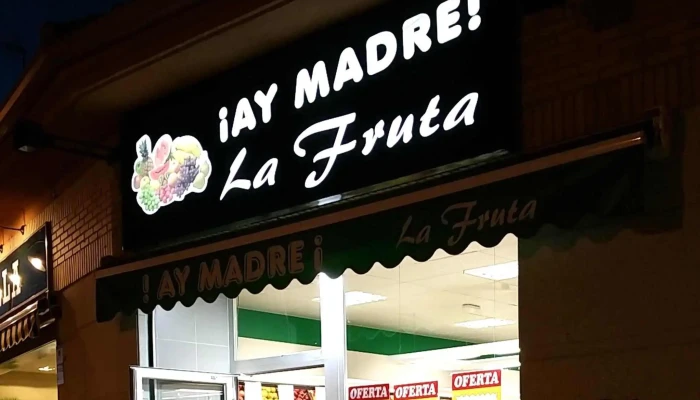 ¡AY MADRE!
La Fruta
! AY MADRE ¡
La Fruta
OFERTA
OFERTA
OFERTA